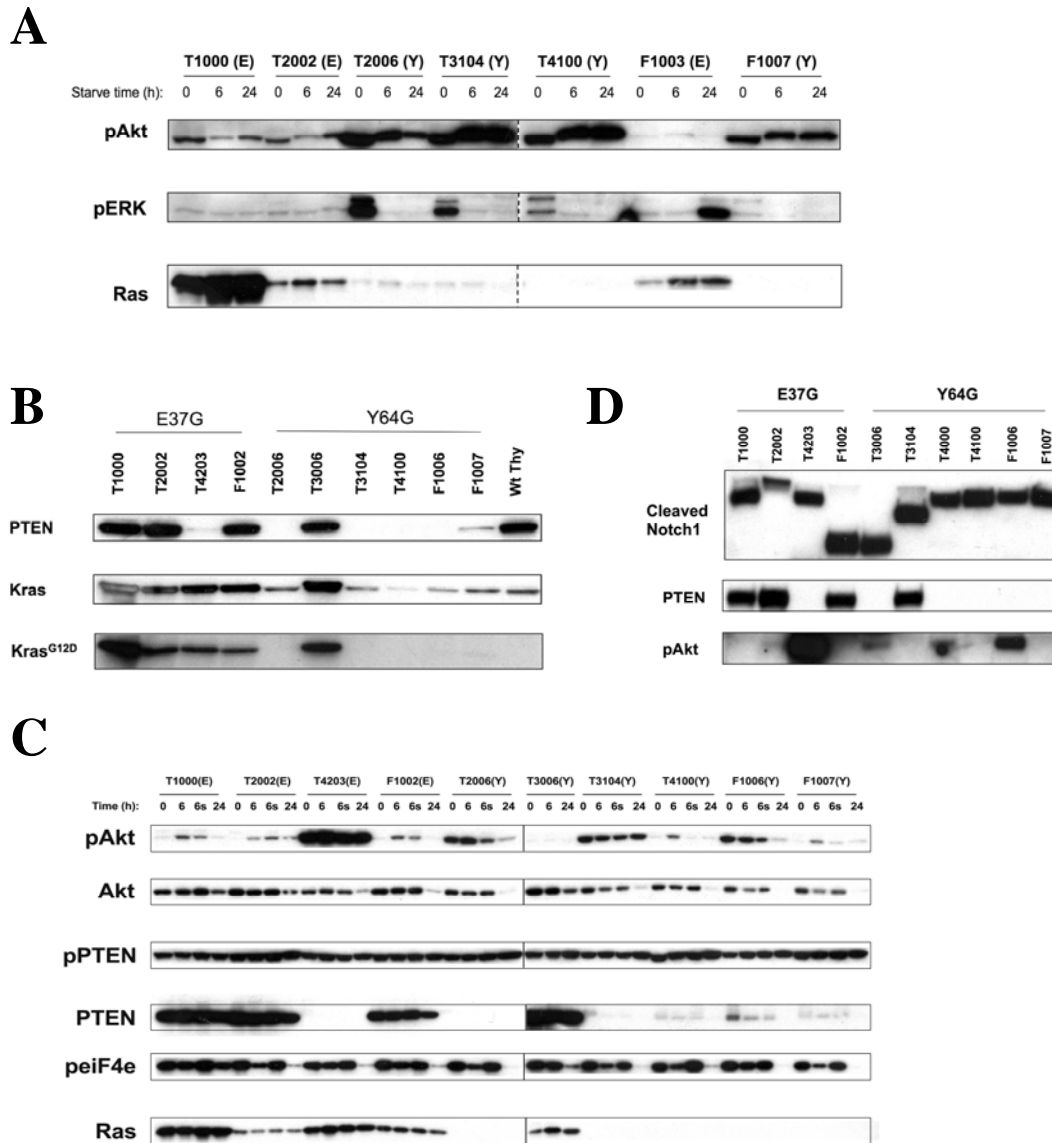 A
T1000 (E) T2002 (E) T2006 (Y) T3104 (Y) T4100 (Y) F1003 (E) F1007 (Y)
Starve time (h): 0 6 24 0 6 24 0 6 24 0 6 24 0 6 24 0 6 24 0 6 24
pAkt
pERK
Ras
B
E37G Y64G
T1000 T2002 T4203 F1002 T2006 T3006 T3104 T4100 F1006 F1007 Wt Thy
PTEN
Kras
Kras^G12D
D
E37G Y64G
T1000 T2002 T4203 F1002 T3006 T3104 T4000 T4100 F1006 F1007
Cleaved
Notch1
PTEN
pAkt
C
T1000(E) T2002(E) T4203(E) F1002(E) T2006(Y) T3006(Y) T3104(Y) T4100(Y) F1006(Y) F1007(Y)
Time (h): 0 6 6s 24 0 6 6s 24 0 6 6s 24 0 6 6s 24 0 6 6s 24 0 6 24 0 6 6s 24 0 6 6s 24 0 6 6s 24 0 6 6s 24
pAkt
Akt
pPTEN
PTEN
peiF4e
Ras